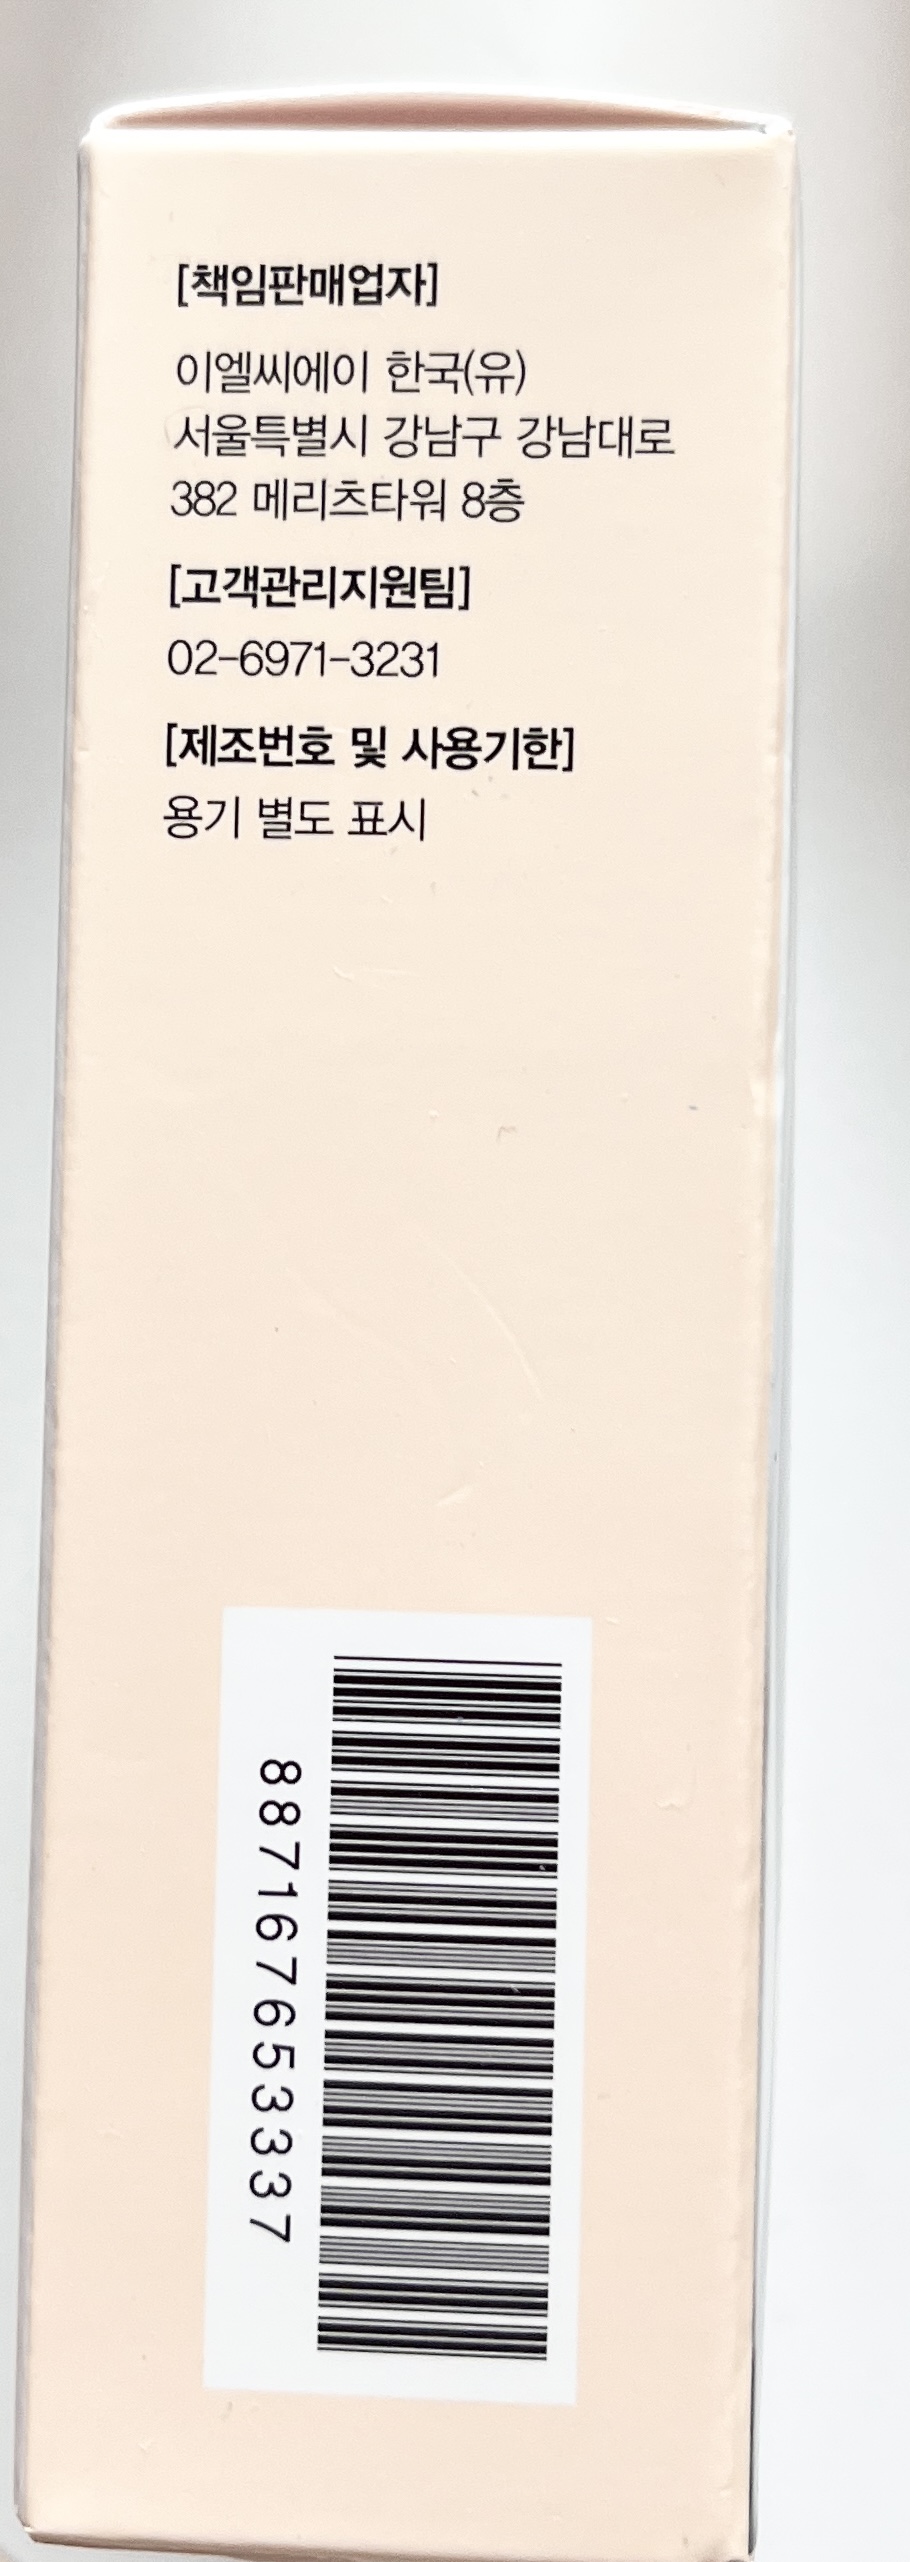 [책임판매업자]
이엘씨에이 한국(유)
서울특별시 강남구 강남대로
382 메리츠타워 8층
[고객관리지원팀]
02-6971-3231
[제조번호 및 사용기한]
용기 별도 표시
887167653337